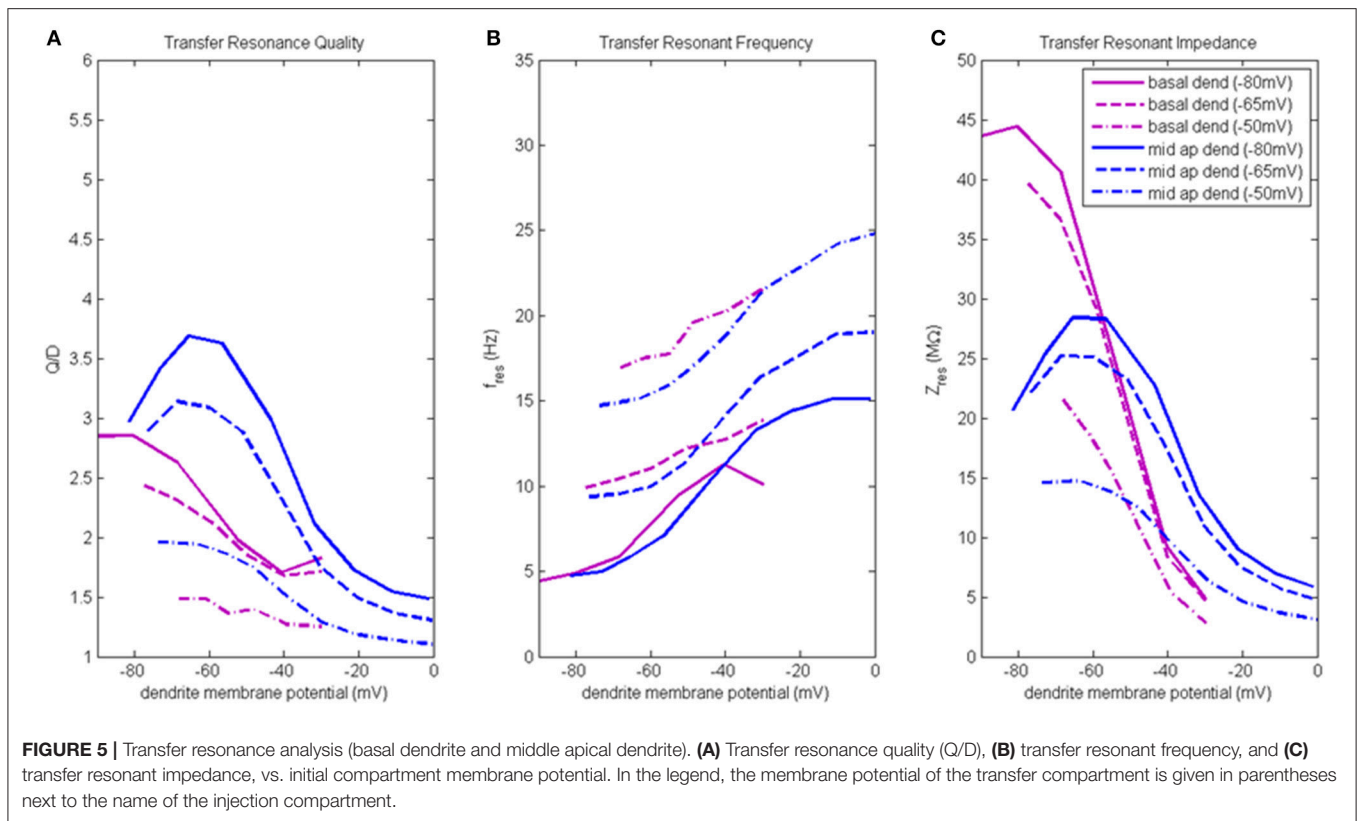 A
Transfer Resonance Quality
6
5.5
5
4.5
4
3.5
3
2.5
2
1.5
1
Q/D
-80
-60
-40
-20
0
dendrite membrane potential (mV)
B
Transfer Resonant Frequency
35
30
25
20
15
10
5
0
f_res (Hz)
-80
-60
-40
-20
0
dendrite membrane potential (mV)
C
Transfer Resonant Impedance
50
45
40
35
30
25
20
15
10
5
0
Z_res (MΩ)
-80
-60
-40
-20
0
dendrite membrane potential (mV)
basal dend (-80mV)
basal dend (-65mV)
basal dend (-50mV)
mid ap dend (-80mV)
mid ap dend (-65mV)
mid ap dend (-50mV)
FIGURE 5 | Transfer resonance analysis (basal dendrite and middle apical dendrite). (A) Transfer resonance quality (Q/D), (B) transfer resonant frequency, and (C)
transfer resonant impedance, vs. initial compartment membrane potential. In the legend, the membrane potential of the transfer compartment is given in parentheses
next to the name of the injection compartment.